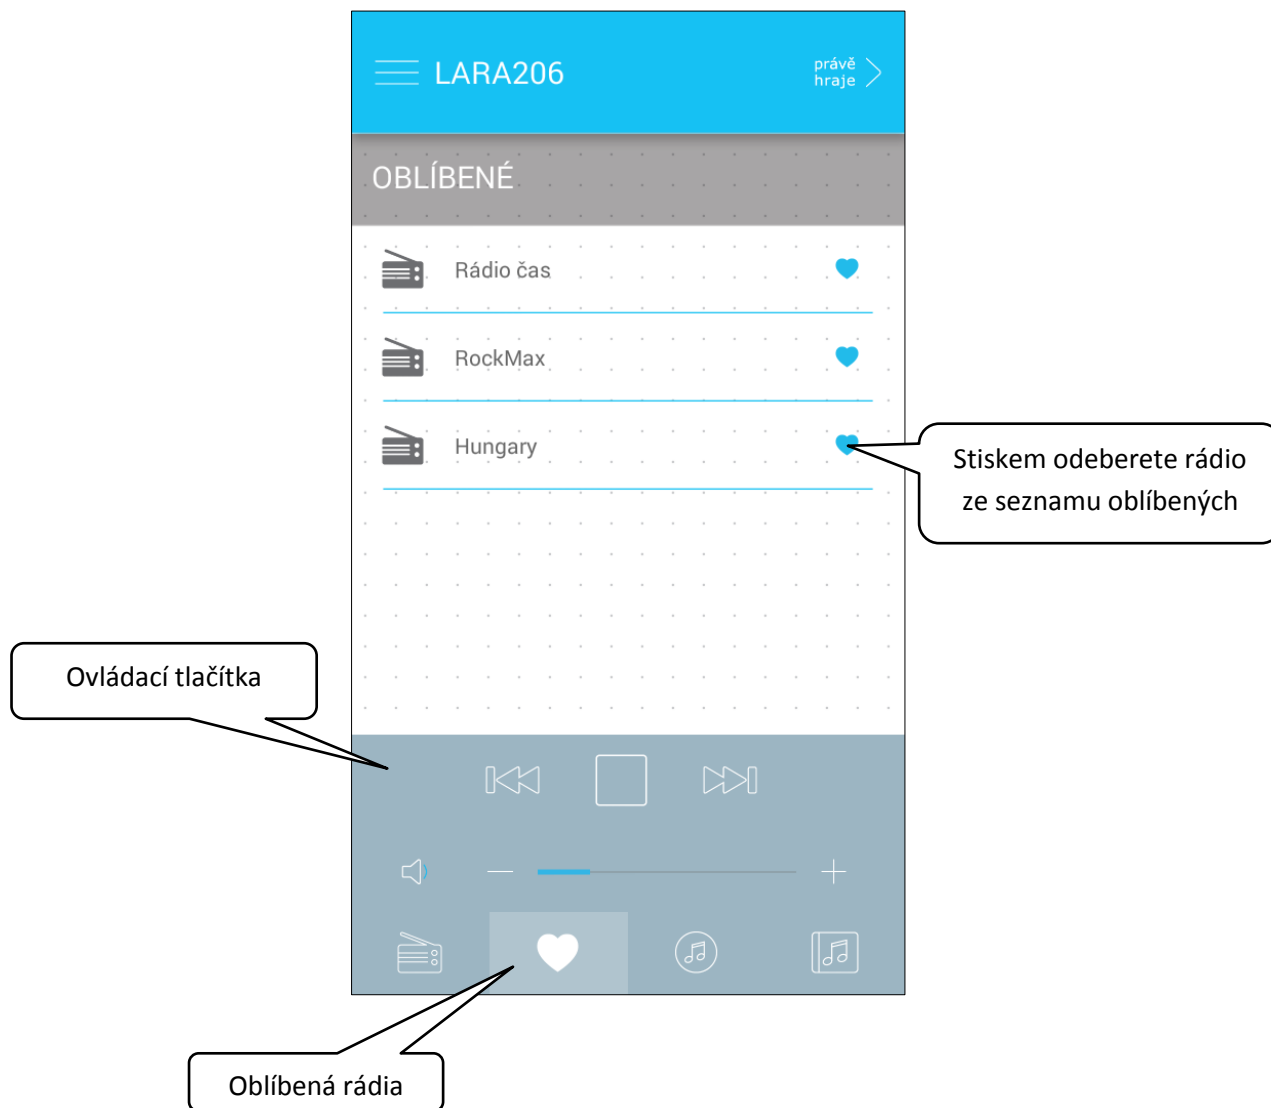 LARA206
právě
hraje
OBLÍBENÉ
Rádio čas
RockMax
Hungary
Stiskem odeberete rádio
ze seznamu oblíbených
Ovládací tlačítka
Oblíbená rádia